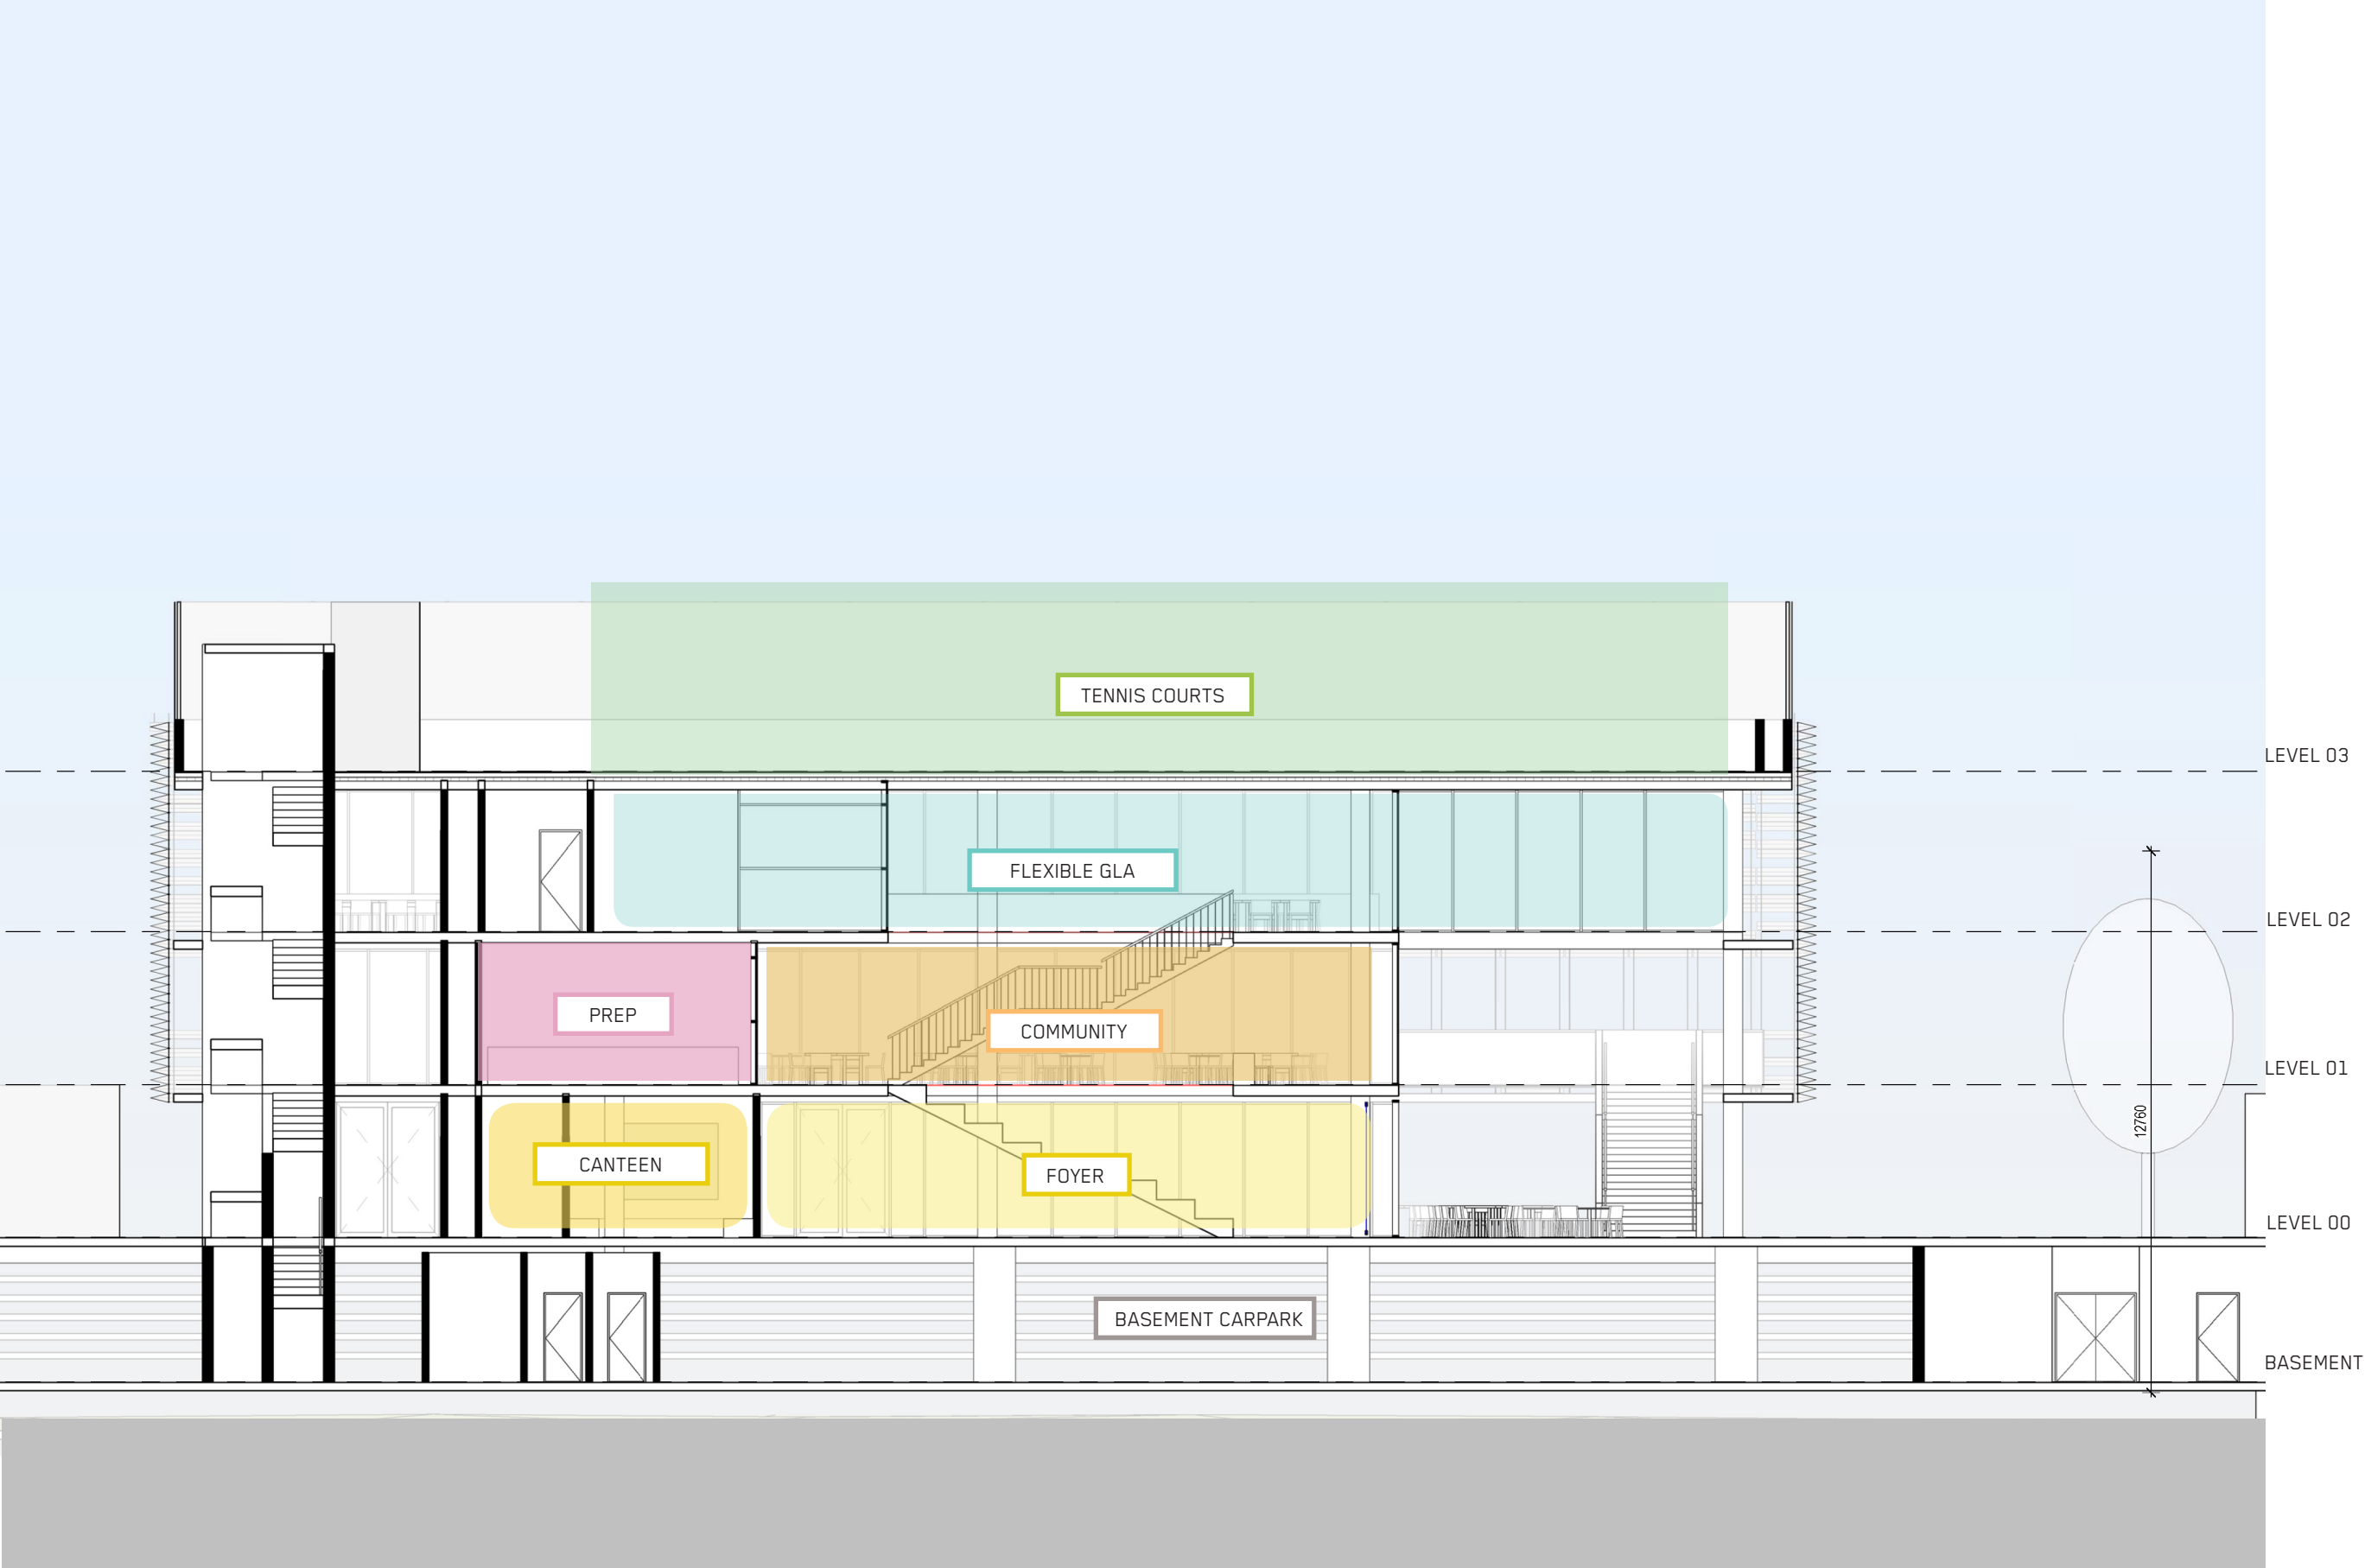 TENNIS COURTS
LEVEL 03
FLEXIBLE GLA
LEVEL 02
PREP
COMMUNITY
LEVEL 01
12760
CANTEEN
FOYER
LEVEL 00
BASEMENT CARPARK
BASEMENT